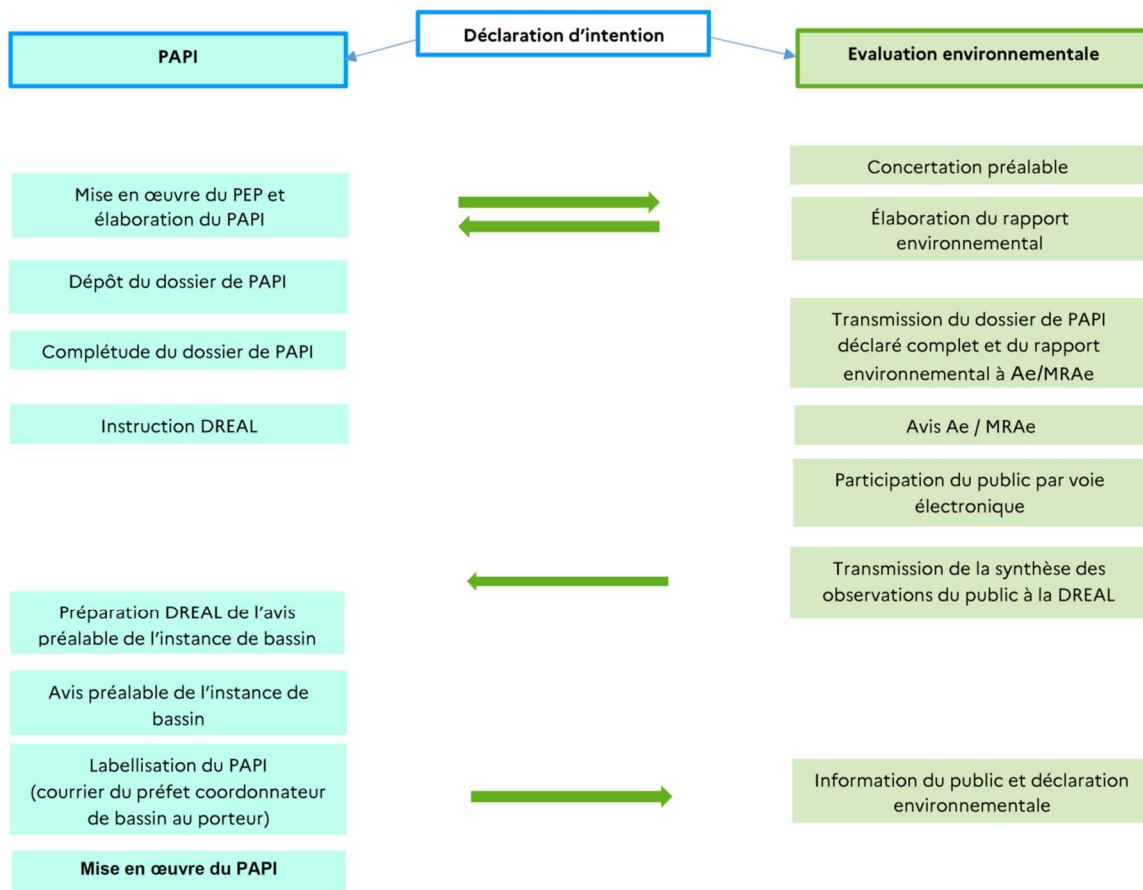 Déclaration d’intention
PAPI
Evaluation environnementale
Mise en œuvre du PEP et
élaboration du PAPI
Dépôt du dossier de PAPI
Complétude du dossier de PAPI
Instruction DREAL
Préparation DREAL de l’avis
préalable de l’instance de bassin
Avis préalable de l’instance de
bassin
Labellisation du PAPI
(courrier du préfet coordonnateur
de bassin au porteur)
Mise en œuvre du PAPI
Concertation préalable
Élaboration du rapport
environnemental
Transmission du dossier de PAPI
déclaré complet et du rapport
environnemental à Ae/MRAe
Avis Ae / MRAe
Participation du public par voie
électronique
Transmission de la synthèse des
observations du public à la DREAL
Information du public et déclaration
environnementale